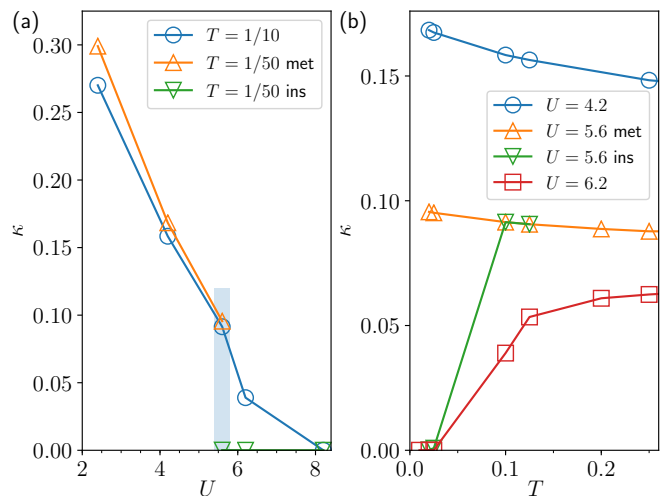 (a)
κ
0.30
0.25
0.20
0.15
0.10
0.05
0.00
2
4
6
8
U
T = 1/10
T = 1/50 met
T = 1/50 ins
(b)
κ
0.15
0.10
0.05
0.00
0.0
0.1
0.2
T
U = 4.2
U = 5.6 met
U = 5.6 ins
U = 6.2